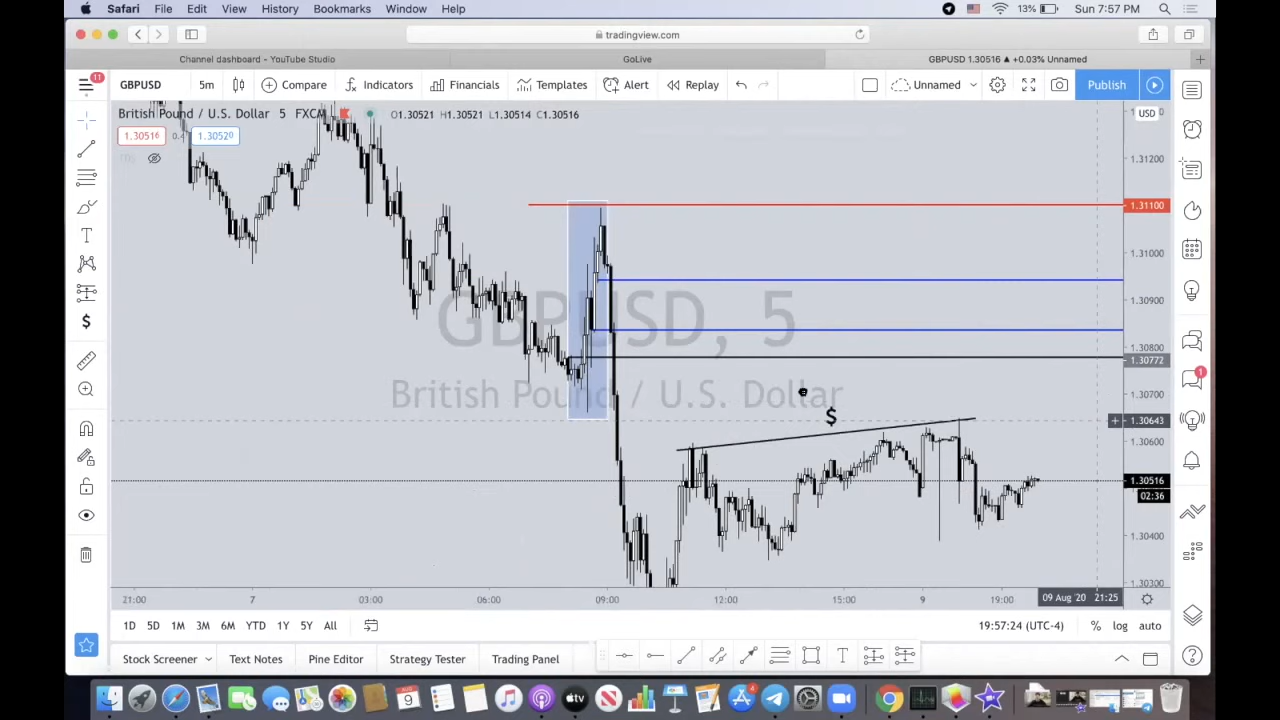 Safari File Edit View History Bookmarks Window Help 13% Sun 7:57 PM
tradingview.com
Channel dashboard - YouTube Studio GoLive GBPUSD 1.30516 ▲ +0.03% Unnamed
11 GBPUSD 5m Compare Indicators Financials Templates Alert Replay Unnamed Publish
British Pound / U.S. Dollar 5 FXCM O1.30521 H1.30521 L1.30514 C1.30516 USD
1.30516 1.30520
1.31200
1.31100
1.31000
1.30900
GBPUSD, 5
1.30800
1.30772
British Pound / U.S. Dollar
1.30700
$
1.30643
1.30600
1.30516
02:36
1.30400
1.30300
21:00 7 03:00 06:00 09:00 12:00 15:00 9 19:00 09 Aug '20 21:25
1D 5D 1M 3M 6M YTD 1Y 5Y All 19:57:24 (UTC-4) % log auto
Stock Screener Text Notes Pine Editor Strategy Tester Trading Panel